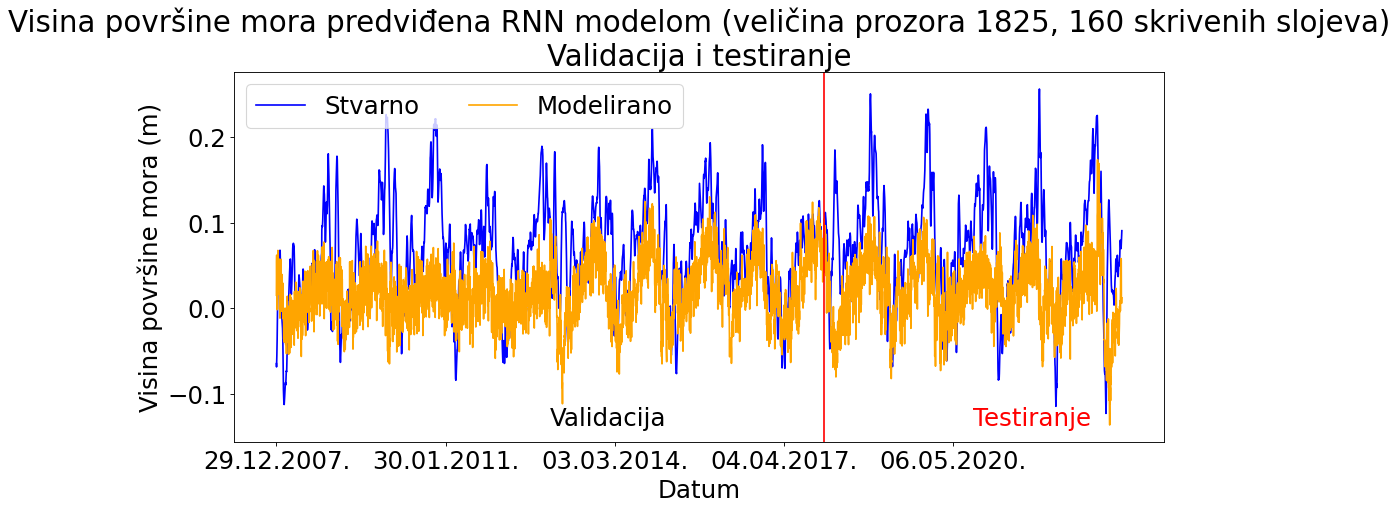 Visina površine mora predviđena RNN modelom (veličina prozora 1825, 160 skrivenih slojeva)
Validacija i testiranje
Stvarno
Modelirano
Visina površine mora (m)
0.2
0.1
0.0
−0.1
Validacija
Testiranje
29.12.2007.
30.01.2011.
03.03.2014.
04.04.2017.
06.05.2020.
Datum